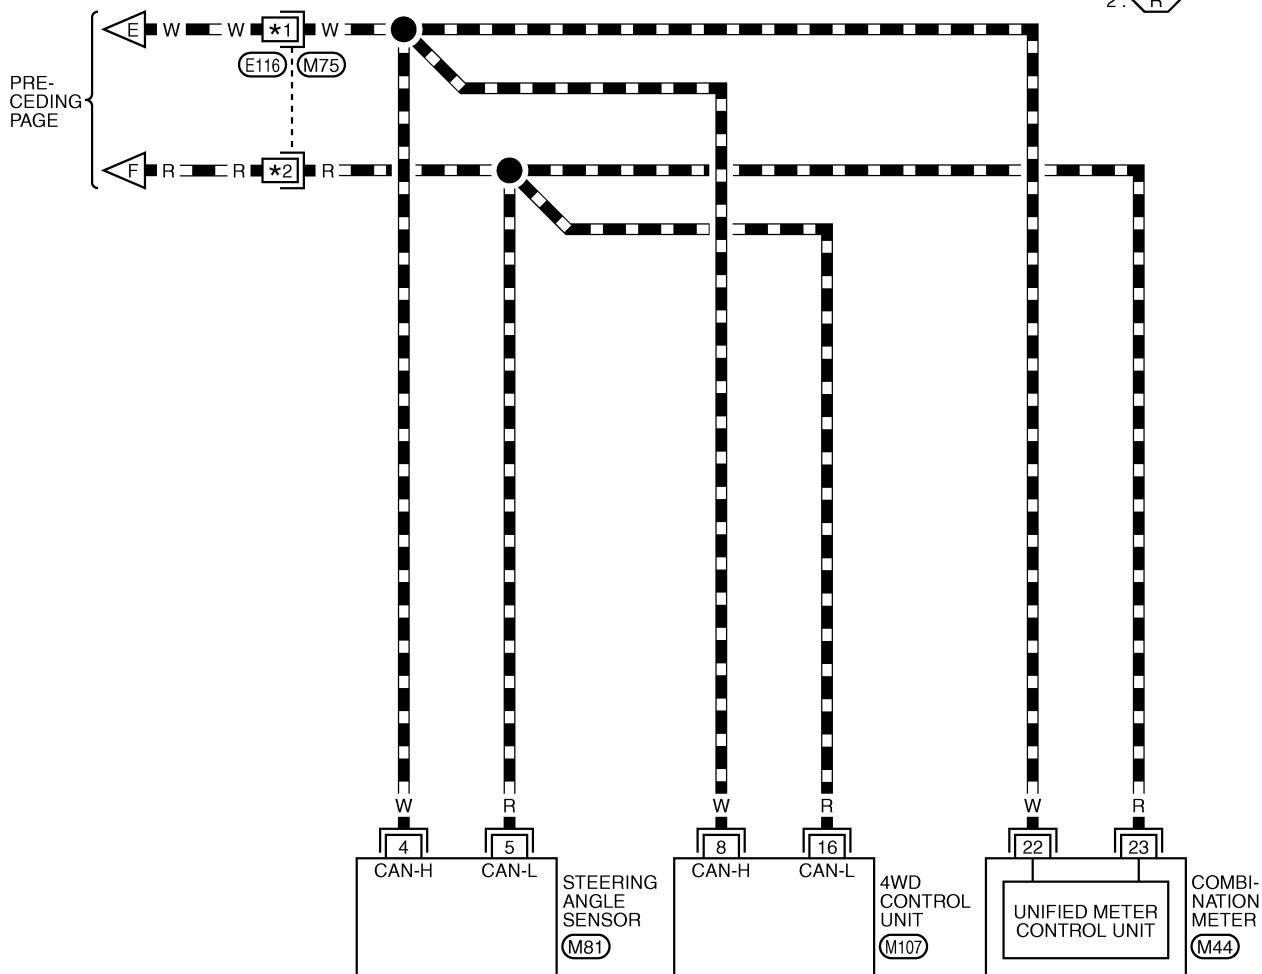 2 : R
E W W *1 W
E116 M75
PRE-
CEDING
PAGE
F R R *2 R
W R W R W R
4 5 8 16 22 23
CAN-H CAN-L CAN-H CAN-L
STEERING
ANGLE
SENSOR
M81
4WD
CONTROL
UNIT
M107
UNIFIED METER
CONTROL UNIT
COMBI-
NATION
METER
M44